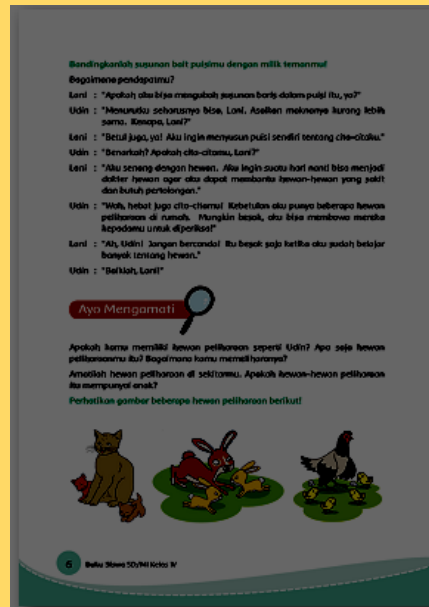 Bandingkanlah susunan bait puisimu dengan milik temanmu!
Bagaimana pendapatmu?
Lani : "Apakah aku bisa mengubah susunan baris dalam puisi itu, ya?"
Udin : "Menurutku seharusnya bisa, Lani. Asalkan maknanya kurang lebih
sama. Kenapa, Lani?"
Lani : "Betul juga, ya! Aku ingin menyusun puisi sendiri tentang cita-citaku."
Udin : "Benarkah? Apakah cita-citamu, Lani?"
Lani : "Aku senang dengan hewan. Aku ingin suatu hari nanti bisa menjadi
dokter hewan agar aku dapat membantu hewan-hewan yang sakit
dan butuh pertolongan."
Udin : "Wah, hebat juga cita-citamu! Kebetulan aku punya beberapa hewan
peliharaan di rumah. Mungkin besok, aku bisa membawa mereka
kepadamu untuk diperiksa!"
Lani : "Ah, Udin! Jangan bercanda! Itu besok saja ketika aku sudah belajar
banyak tentang hewan."
Udin : "Baiklah, Lani!"
Ayo Mengamati
Apakah kamu memiliki hewan peliharaan seperti Udin? Apa saja hewan
peliharaanmu itu? Bagaimana kamu memeliharanya?
Amatilah hewan peliharaan di sekitarmu. Apakah hewan-hewan peliharaan
itu mempunyai anak?
Perhatikan gambar beberapa hewan peliharaan berikut!
6 Buku Siswa SD/MI Kelas IV